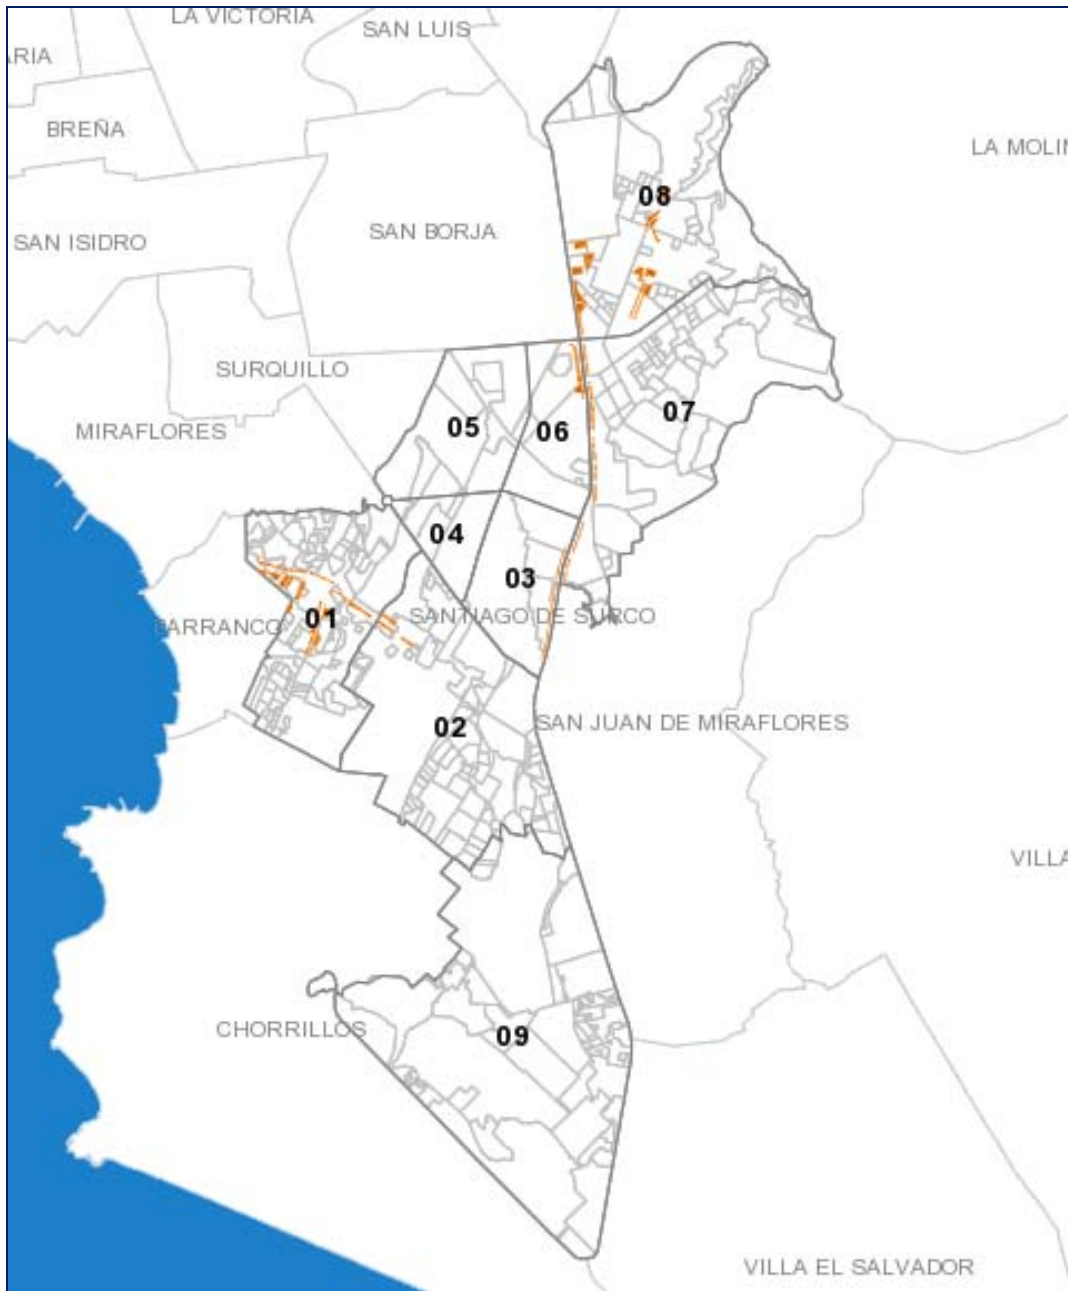 LA VICTORIA
SAN LUIS
ARIA
BREÑA
LA MOLIN
08
SAN ISIDRO
SAN BORJA
SURQUILLO
MIRAFLORES
05
06
07
04
03
01
BARRANCO
SANTIAGO DE SURCO
02
SAN JUAN DE MIRAFLORES
VILLA
09
CHORRILLOS
VILLA EL SALVADOR